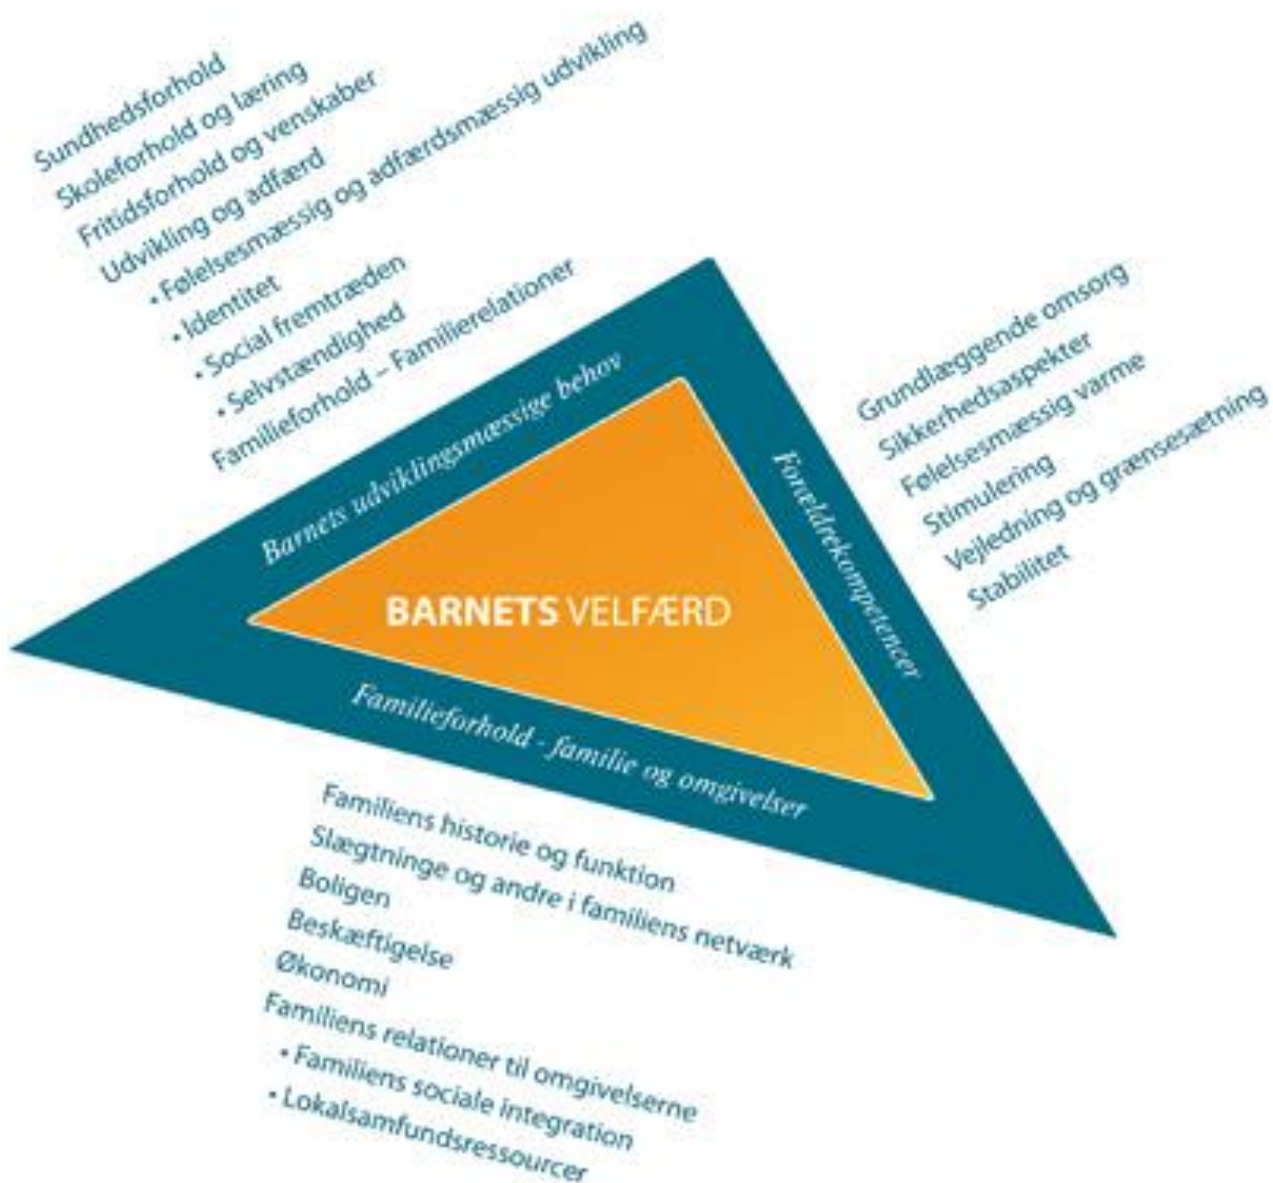 Sundhedsforhold
Skoleforhold og læring
Fritidsforhold og venskaber
Udvikling og adfærd
• Følelsesmæssig og adfærdsmæssig udvikling
• Identitet
• Social fremtræden
• Selvstændighed
Familieforhold – Familierelationer
Barnets udviklingsmæssige behov
Grundlæggende omsorg
Sikkerhedsaspekter
Følelsesmæssig varme
Stimulering
Vejledning og grænsesætning
Stabilitet
Forældrekompetencer
BARNETS VELFÆRD
Familieforhold - familie og omgivelser
Familiens historie og funktion
Slægtninge og andre i familiens netværk
Boligen
Beskæftigelse
Økonomi
Familiens relationer til omgivelserne
• Familiens sociale integration
• Lokalsamfundsressourcer